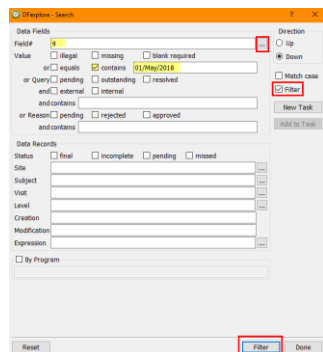 DFexplore - Search ? X
Data Fields Direction
Field# 9 ... Up
Value illegal missing blank required Down
or equals contains 01/May/2018
or Query pending outstanding resolved Match case
and external internal Filter
and contains New Task
or Reason pending rejected approved Add to Task
and contains
Data Records
Status final incomplete pending missed
Site ...
Subject ...
Visit ...
Level ...
Creation
Modification
Expression ...
By Program
Reset Filter Done